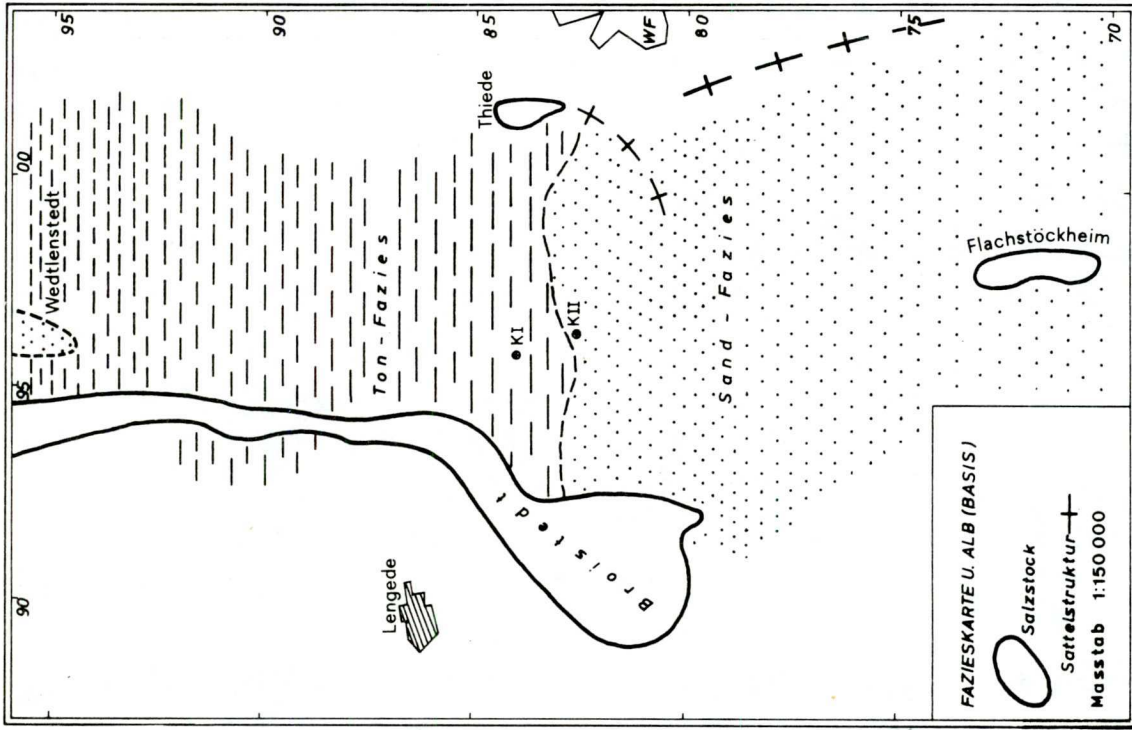 95
90
85
80
75
70
WF
Thiede
00
95
90
Wedtlenstedt
Ton-Fazies
KI
KII
Sand - Fazies
Flachstöckheim
Broistedt
Lengede
FAZIESKARTE U. ALB (BASIS)
Salzstock
Sattelstruktur
Masstab 1:150 000